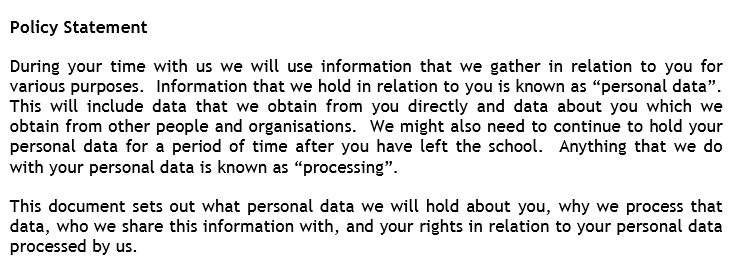 Policy Statement
During your time with us we will use information that we gather in relation to you for
various purposes.  Information that we hold in relation to you is known as “personal data”.
This will include data that we obtain from you directly and data about you which we
obtain from other people and organisations.  We might also need to continue to hold your
personal data for a period of time after you have left the school.  Anything that we do
with your personal data is known as “processing”.
This document sets out what personal data we will hold about you, why we process that
data, who we share this information with, and your rights in relation to your personal data
processed by us.